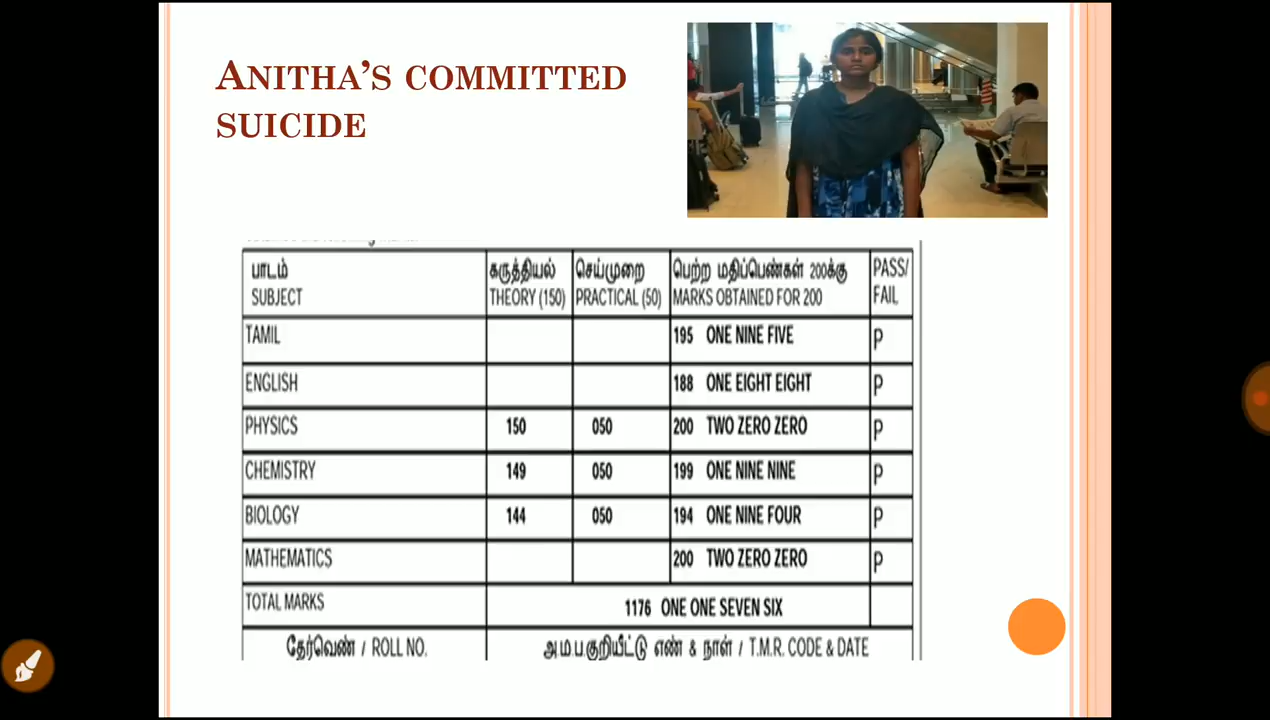 ANITHA'S COMMITTED
SUICIDE
பாடம் கருத்தியல் செய்முறை பெற்ற மதிப்பெண்கள் 200க்கு PASS/
SUBJECT THEORY (150) PRACTICAL (50) MARKS OBTAINED FOR 200 FAIL
TAMIL 195 ONE NINE FIVE P
ENGLISH 188 ONE EIGHT EIGHT P
PHYSICS 150 050 200 TWO ZERO ZERO P
CHEMISTRY 149 050 199 ONE NINE NINE P
BIOLOGY 144 050 194 ONE NINE FOUR P
MATHEMATICS 200 TWO ZERO ZERO P
TOTAL MARKS 1176 ONE ONE SEVEN SIX
தேர்வெண் / ROLL NO. அ.ம.ப.குறியீட்டு எண் & நாள் / T.M.R. CODE & DATE